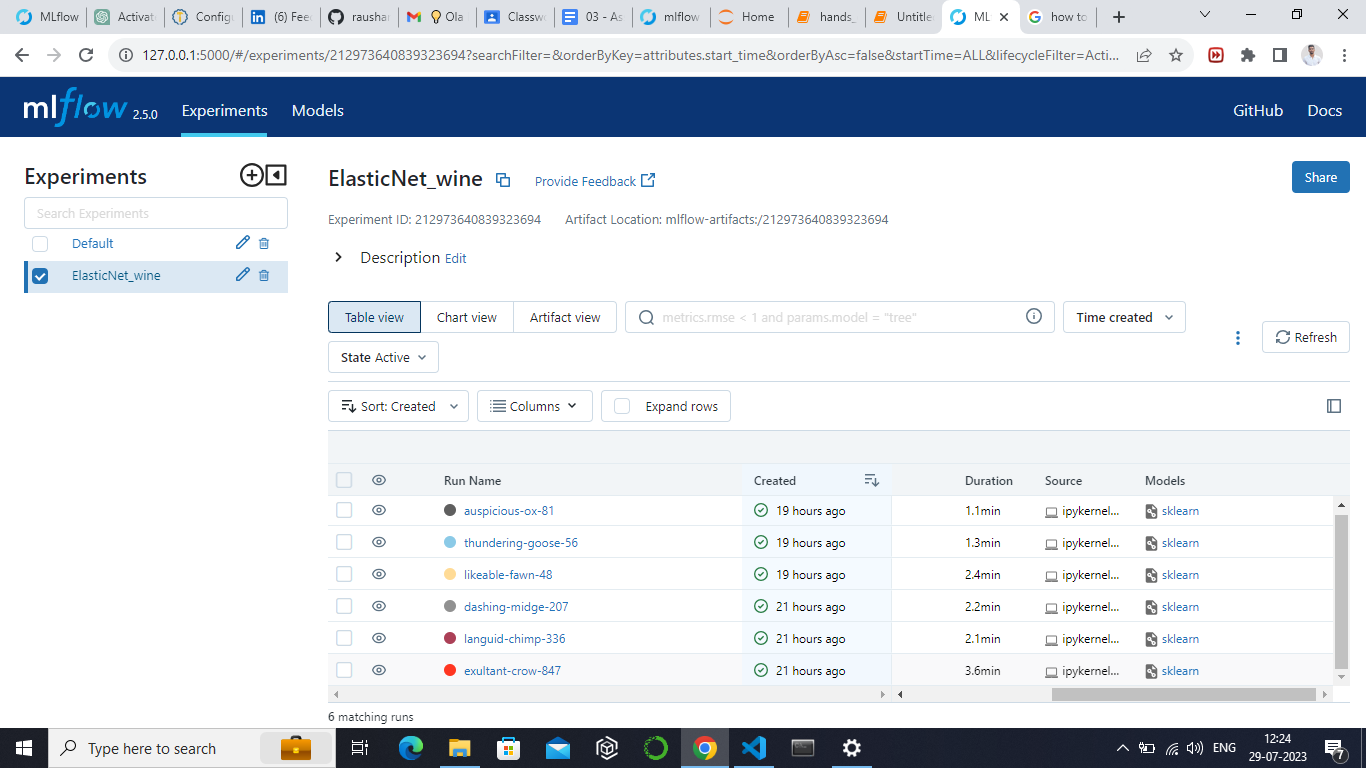 MLflow
Activate
Config
(6) Fee
raushar
Ola
Classwo
03 - As
mlflow
Home
hands_
Untitled
ML
how to
127.0.0.1:5000/#/experiments/212973640839323694?searchFilter=&orderByKey=attributes.start_time&orderByAsc=false&startTime=ALL&lifecycleFilter=Acti...
mlflow 2.5.0 Experiments Models GitHub Docs
Experiments
Search Experiments
Default
ElasticNet_wine
ElasticNet_wine Provide Feedback Share
Experiment ID: 212973640839323694 Artifact Location: mlflow-artifacts:/212973640839323694
Description Edit
Table view Chart view Artifact view metrics.rmse < 1 and params.model = "tree" Time created
State Active Refresh
Sort: Created Columns Expand rows
Run Name Created Duration Source Models
auspicious-ox-81 19 hours ago 1.1min ipykernel... sklearn
thundering-goose-56 19 hours ago 1.3min ipykernel... sklearn
likeable-fawn-48 19 hours ago 2.4min ipykernel... sklearn
dashing-midge-207 21 hours ago 2.2min ipykernel... sklearn
languid-chimp-336 21 hours ago 2.1min ipykernel... sklearn
exultant-crow-847 21 hours ago 3.6min ipykernel... sklearn
6 matching runs
Type here to search
ENG
12:24
29-07-2023
7